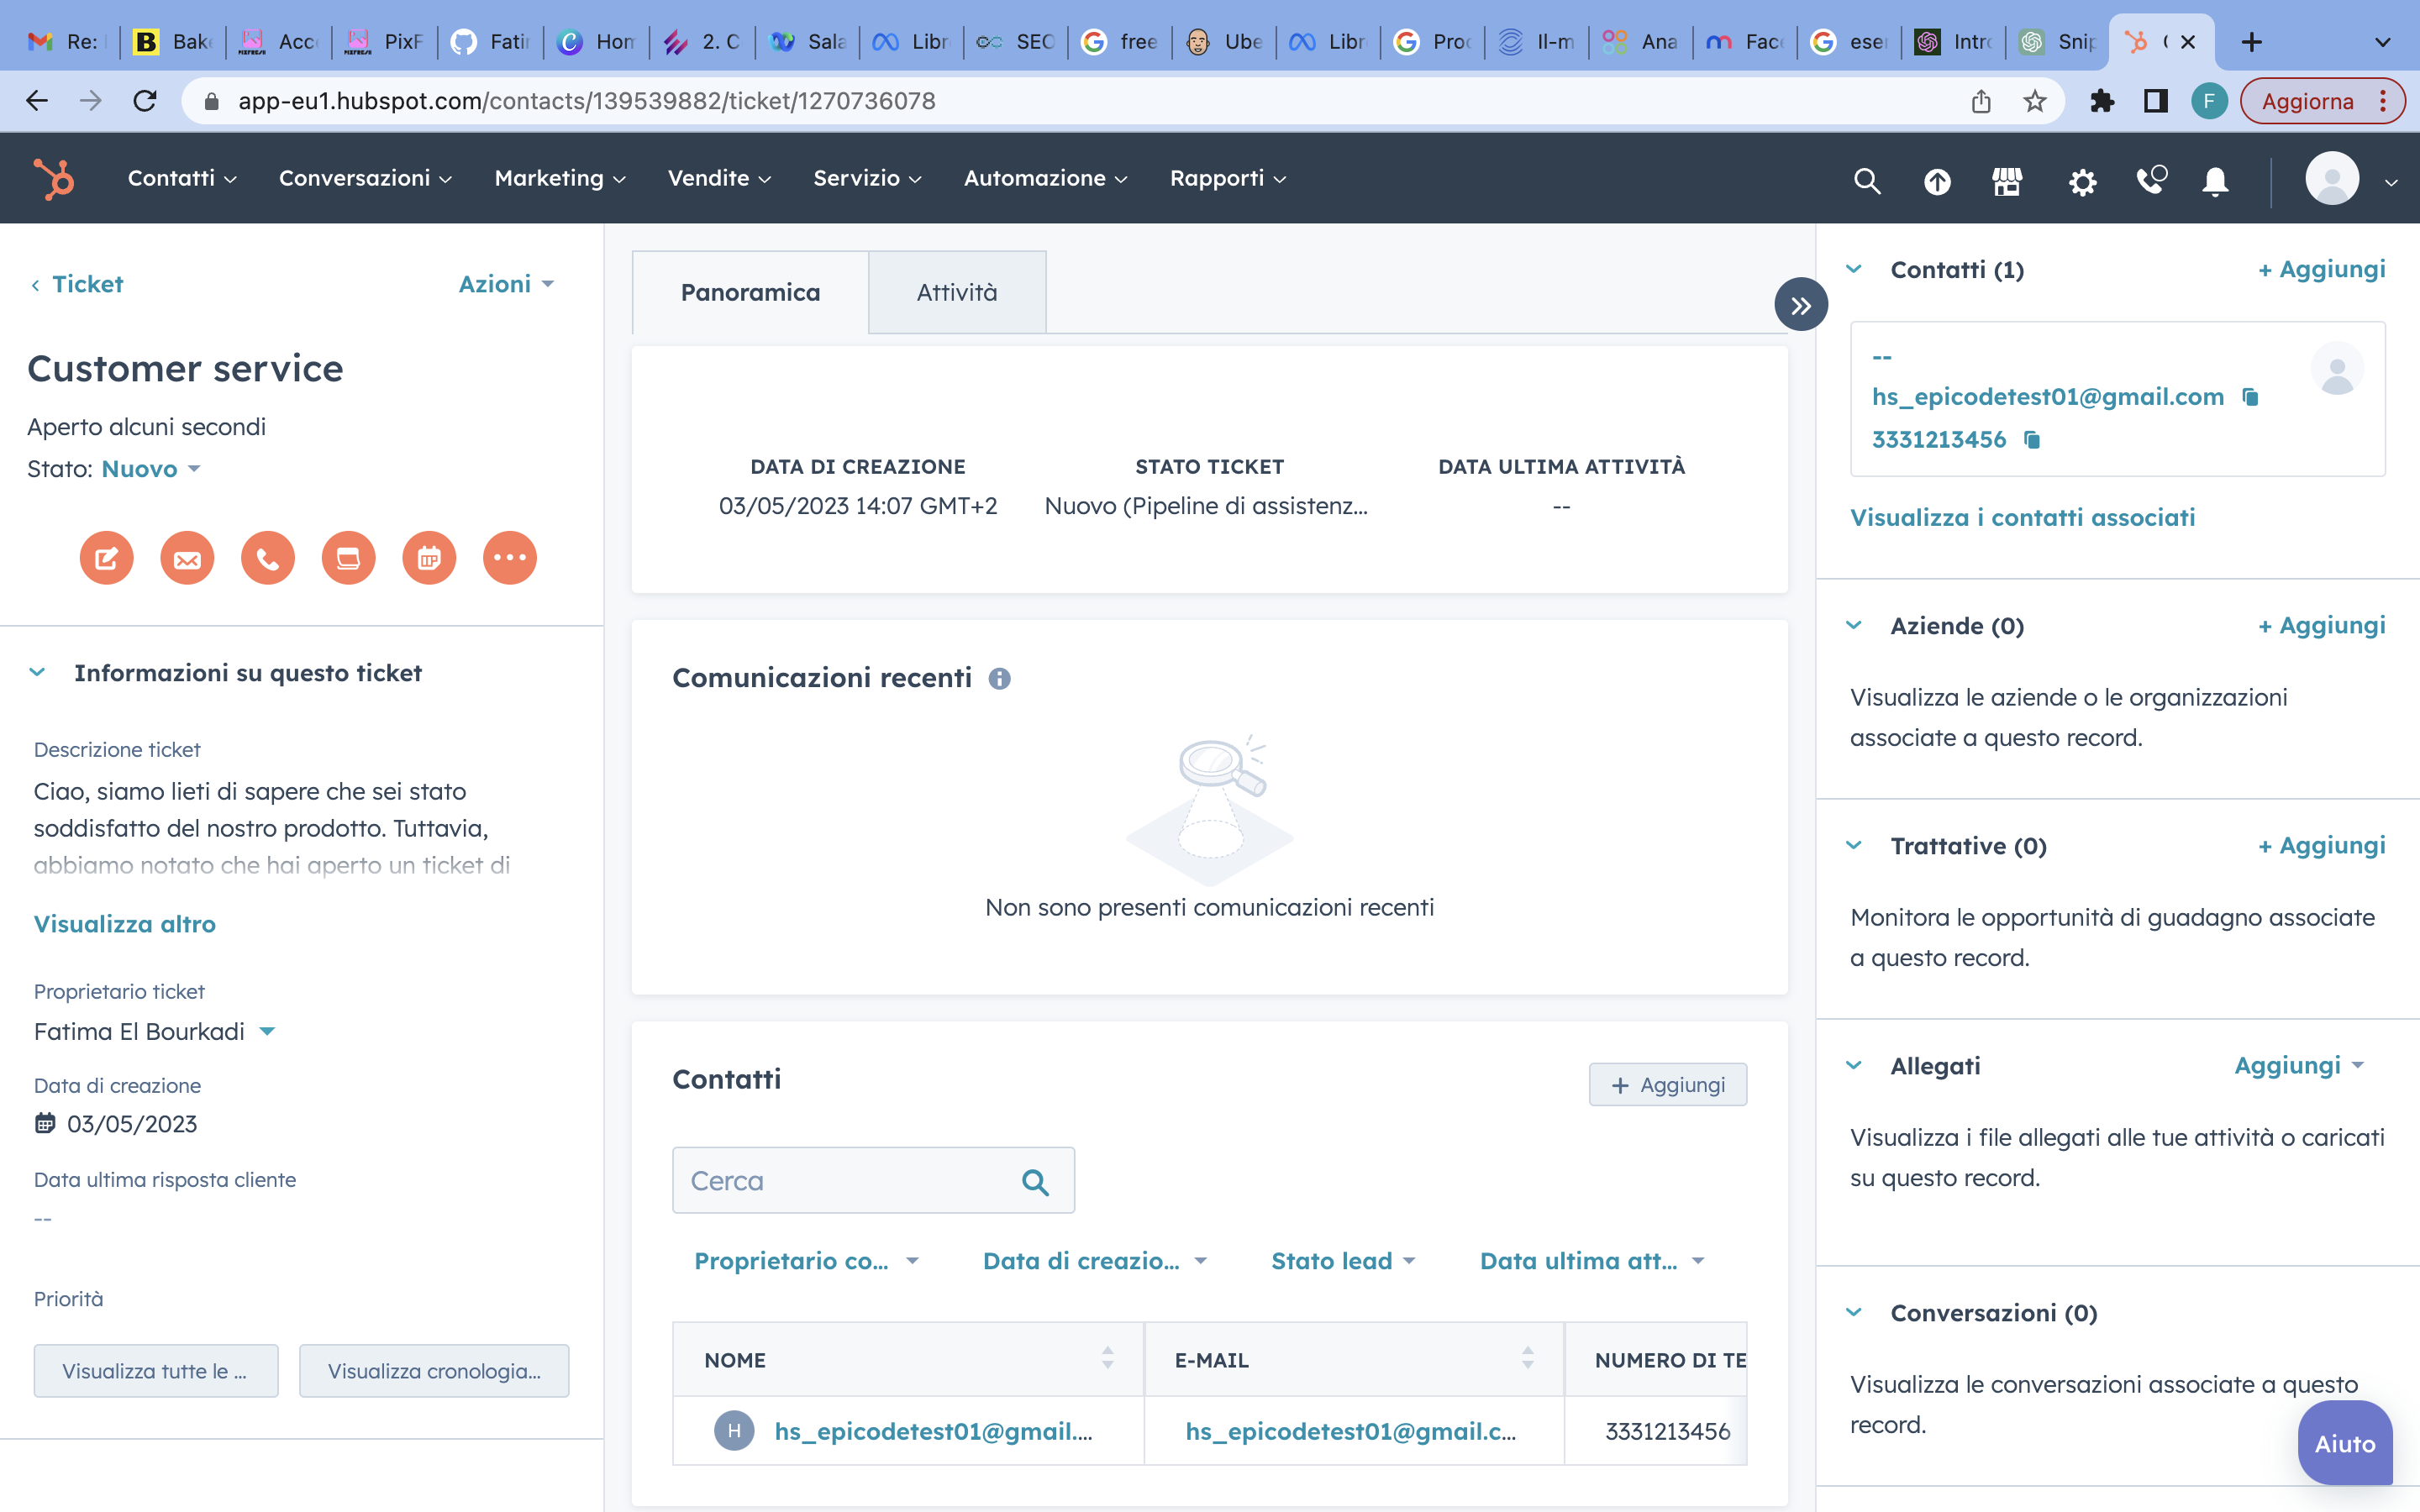 Re:
B Bak
Acc
PixF
Fatin
Hom
2. C
Sala
Libr
SEO
free
Ube
Libr
Proc
Il-m
Ana
Fac
eser
Intro
Snip
app-eu1.hubspot.com/contacts/139539882/ticket/1270736078
F
Aggiorna
Contatti
Conversazioni
Marketing
Vendite
Servizio
Automazione
Rapporti
Ticket
Azioni
Customer service
Aperto alcuni secondi
Stato: Nuovo
Informazioni su questo ticket
Descrizione ticket
Ciao, siamo lieti di sapere che sei stato
soddisfatto del nostro prodotto. Tuttavia,
abbiamo notato che hai aperto un ticket di
Visualizza altro
Proprietario ticket
Fatima El Bourkadi
Data di creazione
03/05/2023
Data ultima risposta cliente
--
Priorità
Visualizza tutte le ...
Visualizza cronologia...
Panoramica
Attività
DATA DI CREAZIONE
03/05/2023 14:07 GMT+2
STATO TICKET
Nuovo (Pipeline di assistenz...
DATA ULTIMA ATTIVITÀ
--
Comunicazioni recenti
Non sono presenti comunicazioni recenti
Contatti
+ Aggiungi
Cerca
Proprietario co...
Data di creazio...
Stato lead
Data ultima att...
NOME
E-MAIL
NUMERO DI TE
H
hs_epicodetest01@gmail....
hs_epicodetest01@gmail.c...
3331213456
Contatti (1)
+ Aggiungi
--
hs_epicodetest01@gmail.com
3331213456
Visualizza i contatti associati
Aziende (0)
+ Aggiungi
Visualizza le aziende o le organizzazioni
associate a questo record.
Trattative (0)
+ Aggiungi
Monitora le opportunità di guadagno associate
a questo record.
Allegati
Aggiungi
Visualizza i file allegati alle tue attività o caricati
su questo record.
Conversazioni (0)
Visualizza le conversazioni associate a questo
record.
Aiuto